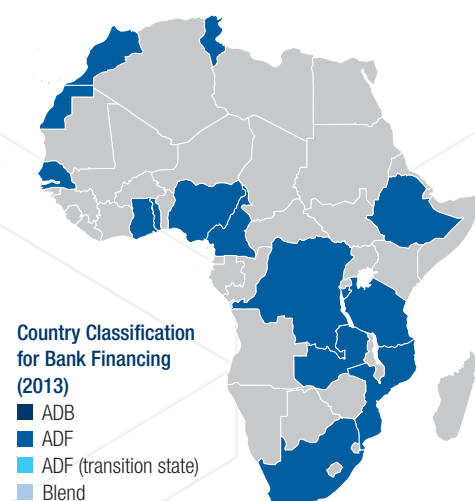 Country Classification
for Bank Financing
(2013)
ADB
ADF
ADF (transition state)
Blend